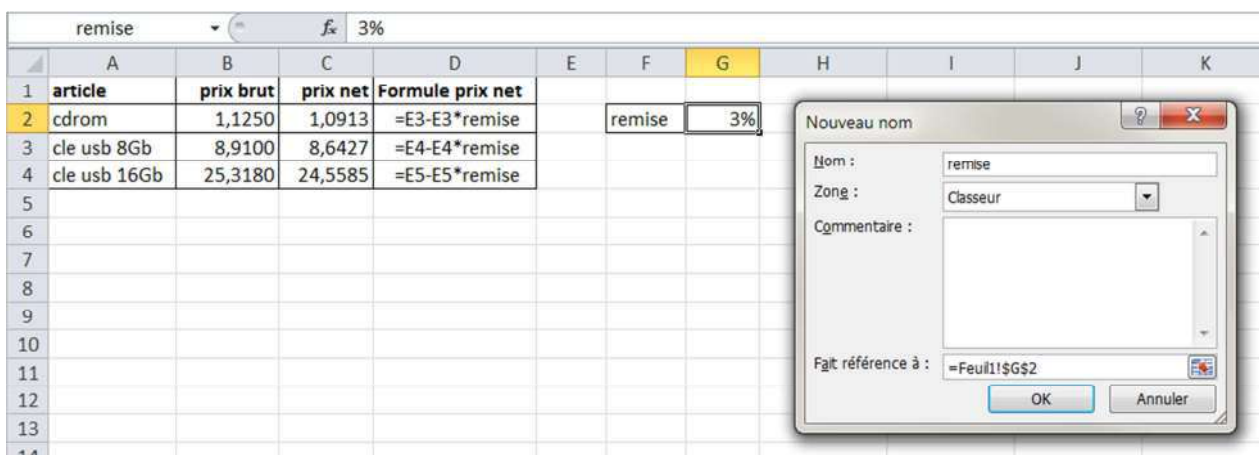 remise fx 3%
A B C D E F G H I J K
1 article prix brut prix net Formule prix net
2 cdrom 1,1250 1,0913 =E3-E3*remise remise 3%
3 cle usb 8Gb 8,9100 8,6427 =E4-E4*remise
4 cle usb 16Gb 25,3180 24,5585 =E5-E5*remise
5
6
7
8
9
10
11
12
13
14
Nouveau nom
Nom : remise
Zone : Classeur
Commentaire :
Fait référence à : =Feuil1!$G$2
OK Annuler